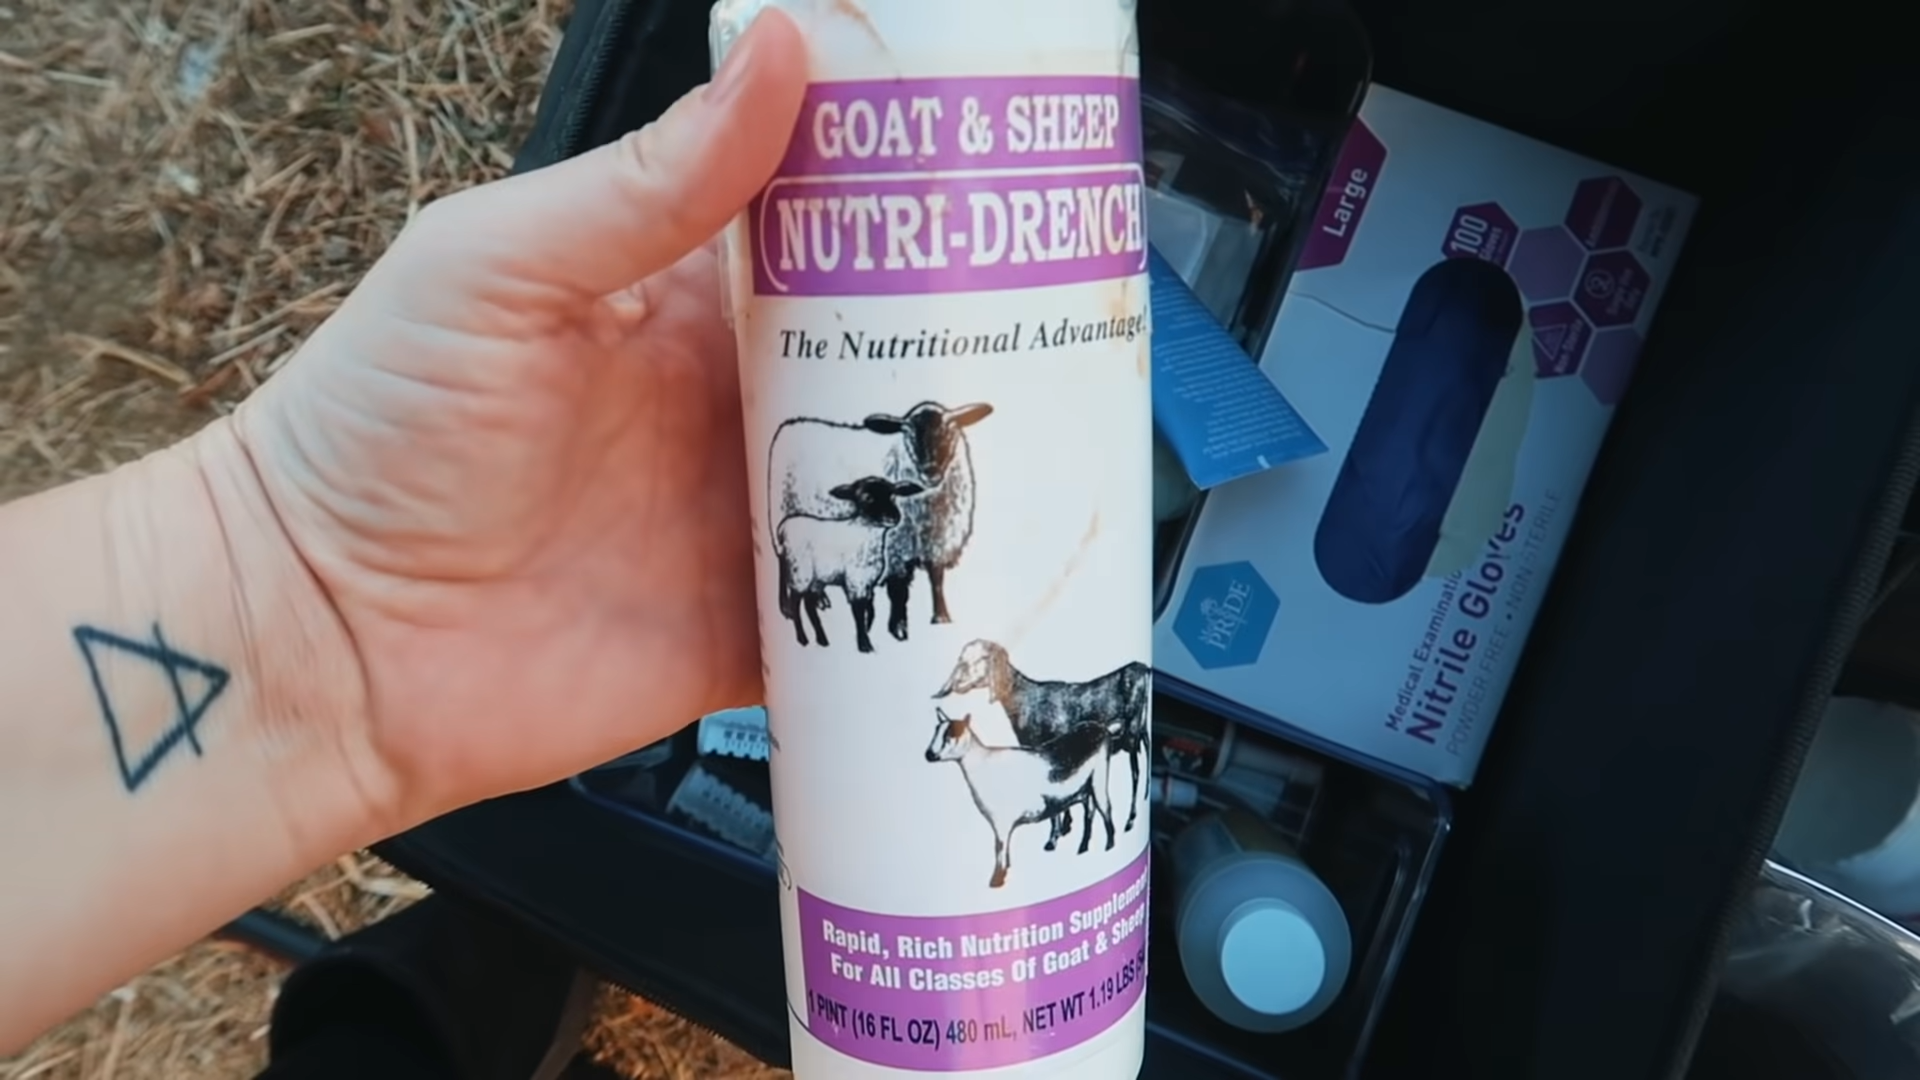 GOAT & SHEEP
NUTRI-DRENCH
The Nutritional Advantage!
Rapid, Rich Nutrition Supplement
For All Classes Of Goat & Sheep
1 PINT (16 FL OZ) 480 mL, NET WT 1.19 LBS
Large
100
PRIDE
Medical Examination
Nitrile Gloves
POWDER FREE • NON-STERILE